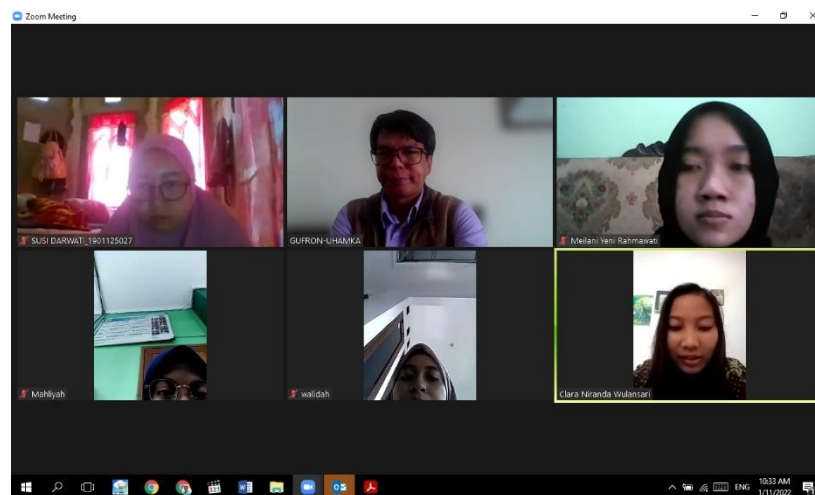 Zoom Meeting
SUSI DARWATI_1901125027
GUFRON-UHAMKA
Meilani Yeni Rahmawati
Mahliyah
walidah
Clara Niranda Wulansari
ENG
10:33 AM
1/11/2022